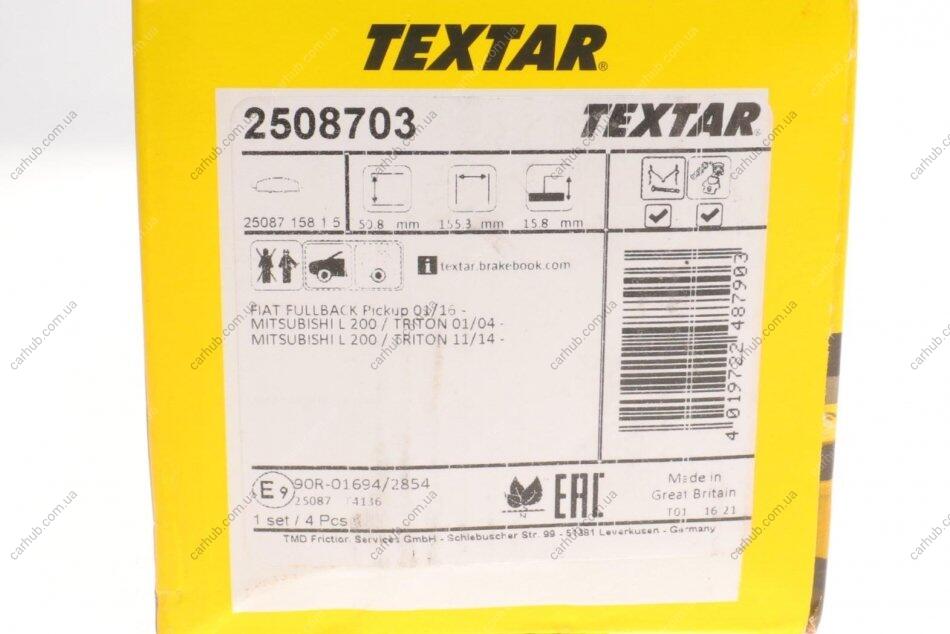 TEXTAR®
2508703 TEXTAR®
25087 158 1 5 50.8 mm 155.3 mm 15.8 mm
i textar.brakebook.com
FIAT FULLBACK Pickup 01/16 -
MITSUBISHI L 200 / TRITON 01/04 -
MITSUBISHI L 200 / TRITON 11/14 -
4 019722 487903
E9 90R-01694/2854
25087 T4136
1 set / 4 Pcs
EAC
Made in
Great Britain
T01 16 21
TMD Friction Services GmbH - Schlebuscher Str. 99 - 51381 Leverkusen - Germany
carhub.com.ua